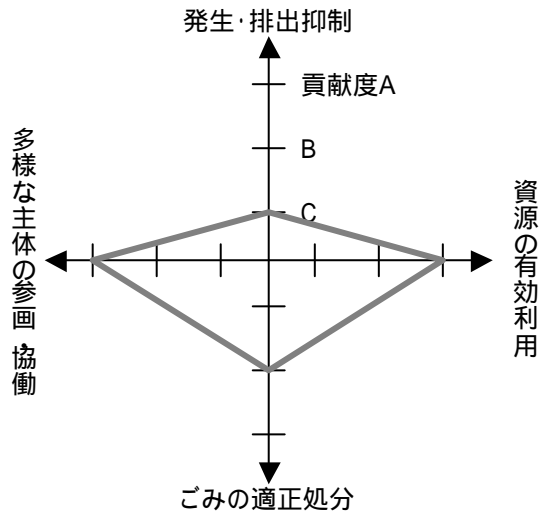 発生・排出抑制
貢献度A
B
C
多様な主体の参画・協働
資源の有効利用
ごみの適正処分